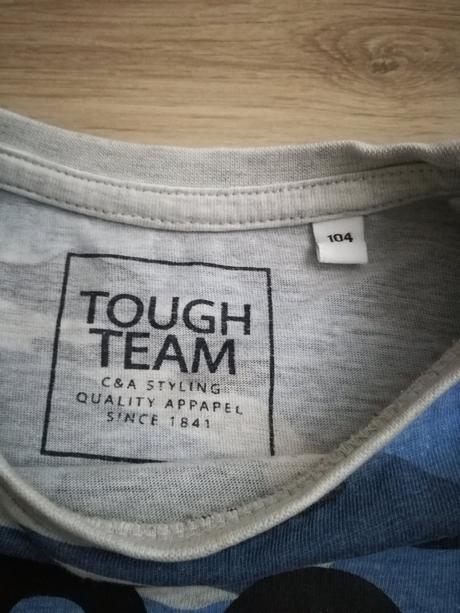 104
TOUGH
TEAM
C&A STYLING
QUALITY APPAPEL
SINCE 1841